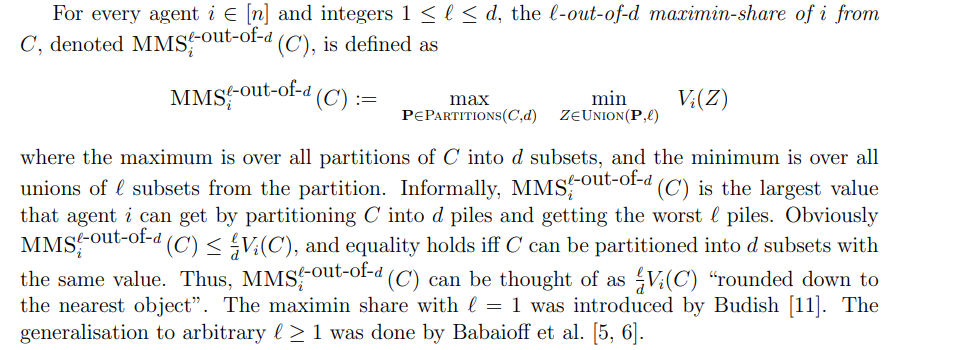 For every agent i ∈ [n] and integers 1 ≤ ℓ ≤ d, the ℓ-out-of-d maximin-share of i from
C, denoted MMS_i^{ℓ-out-of-d}(C), is defined as
MMS_i^{ℓ-out-of-d}(C) := max_{P∈PARTITIONS(C,d)} min_{Z∈UNION(P,ℓ)} V_i(Z)
where the maximum is over all partitions of C into d subsets, and the minimum is over all
unions of ℓ subsets from the partition. Informally, MMS_i^{ℓ-out-of-d}(C) is the largest value
that agent i can get by partitioning C into d piles and getting the worst ℓ piles. Obviously
MMS_i^{ℓ-out-of-d}(C) ≤ \frac{ℓ}{d}V_i(C), and equality holds iff C can be partitioned into d subsets with
the same value. Thus, MMS_i^{ℓ-out-of-d}(C) can be thought of as \frac{ℓ}{d}V_i(C) “rounded down to
the nearest object”. The maximin share with ℓ = 1 was introduced by Budish [11]. The
generalisation to arbitrary ℓ ≥ 1 was done by Babaioff et al. [5, 6].